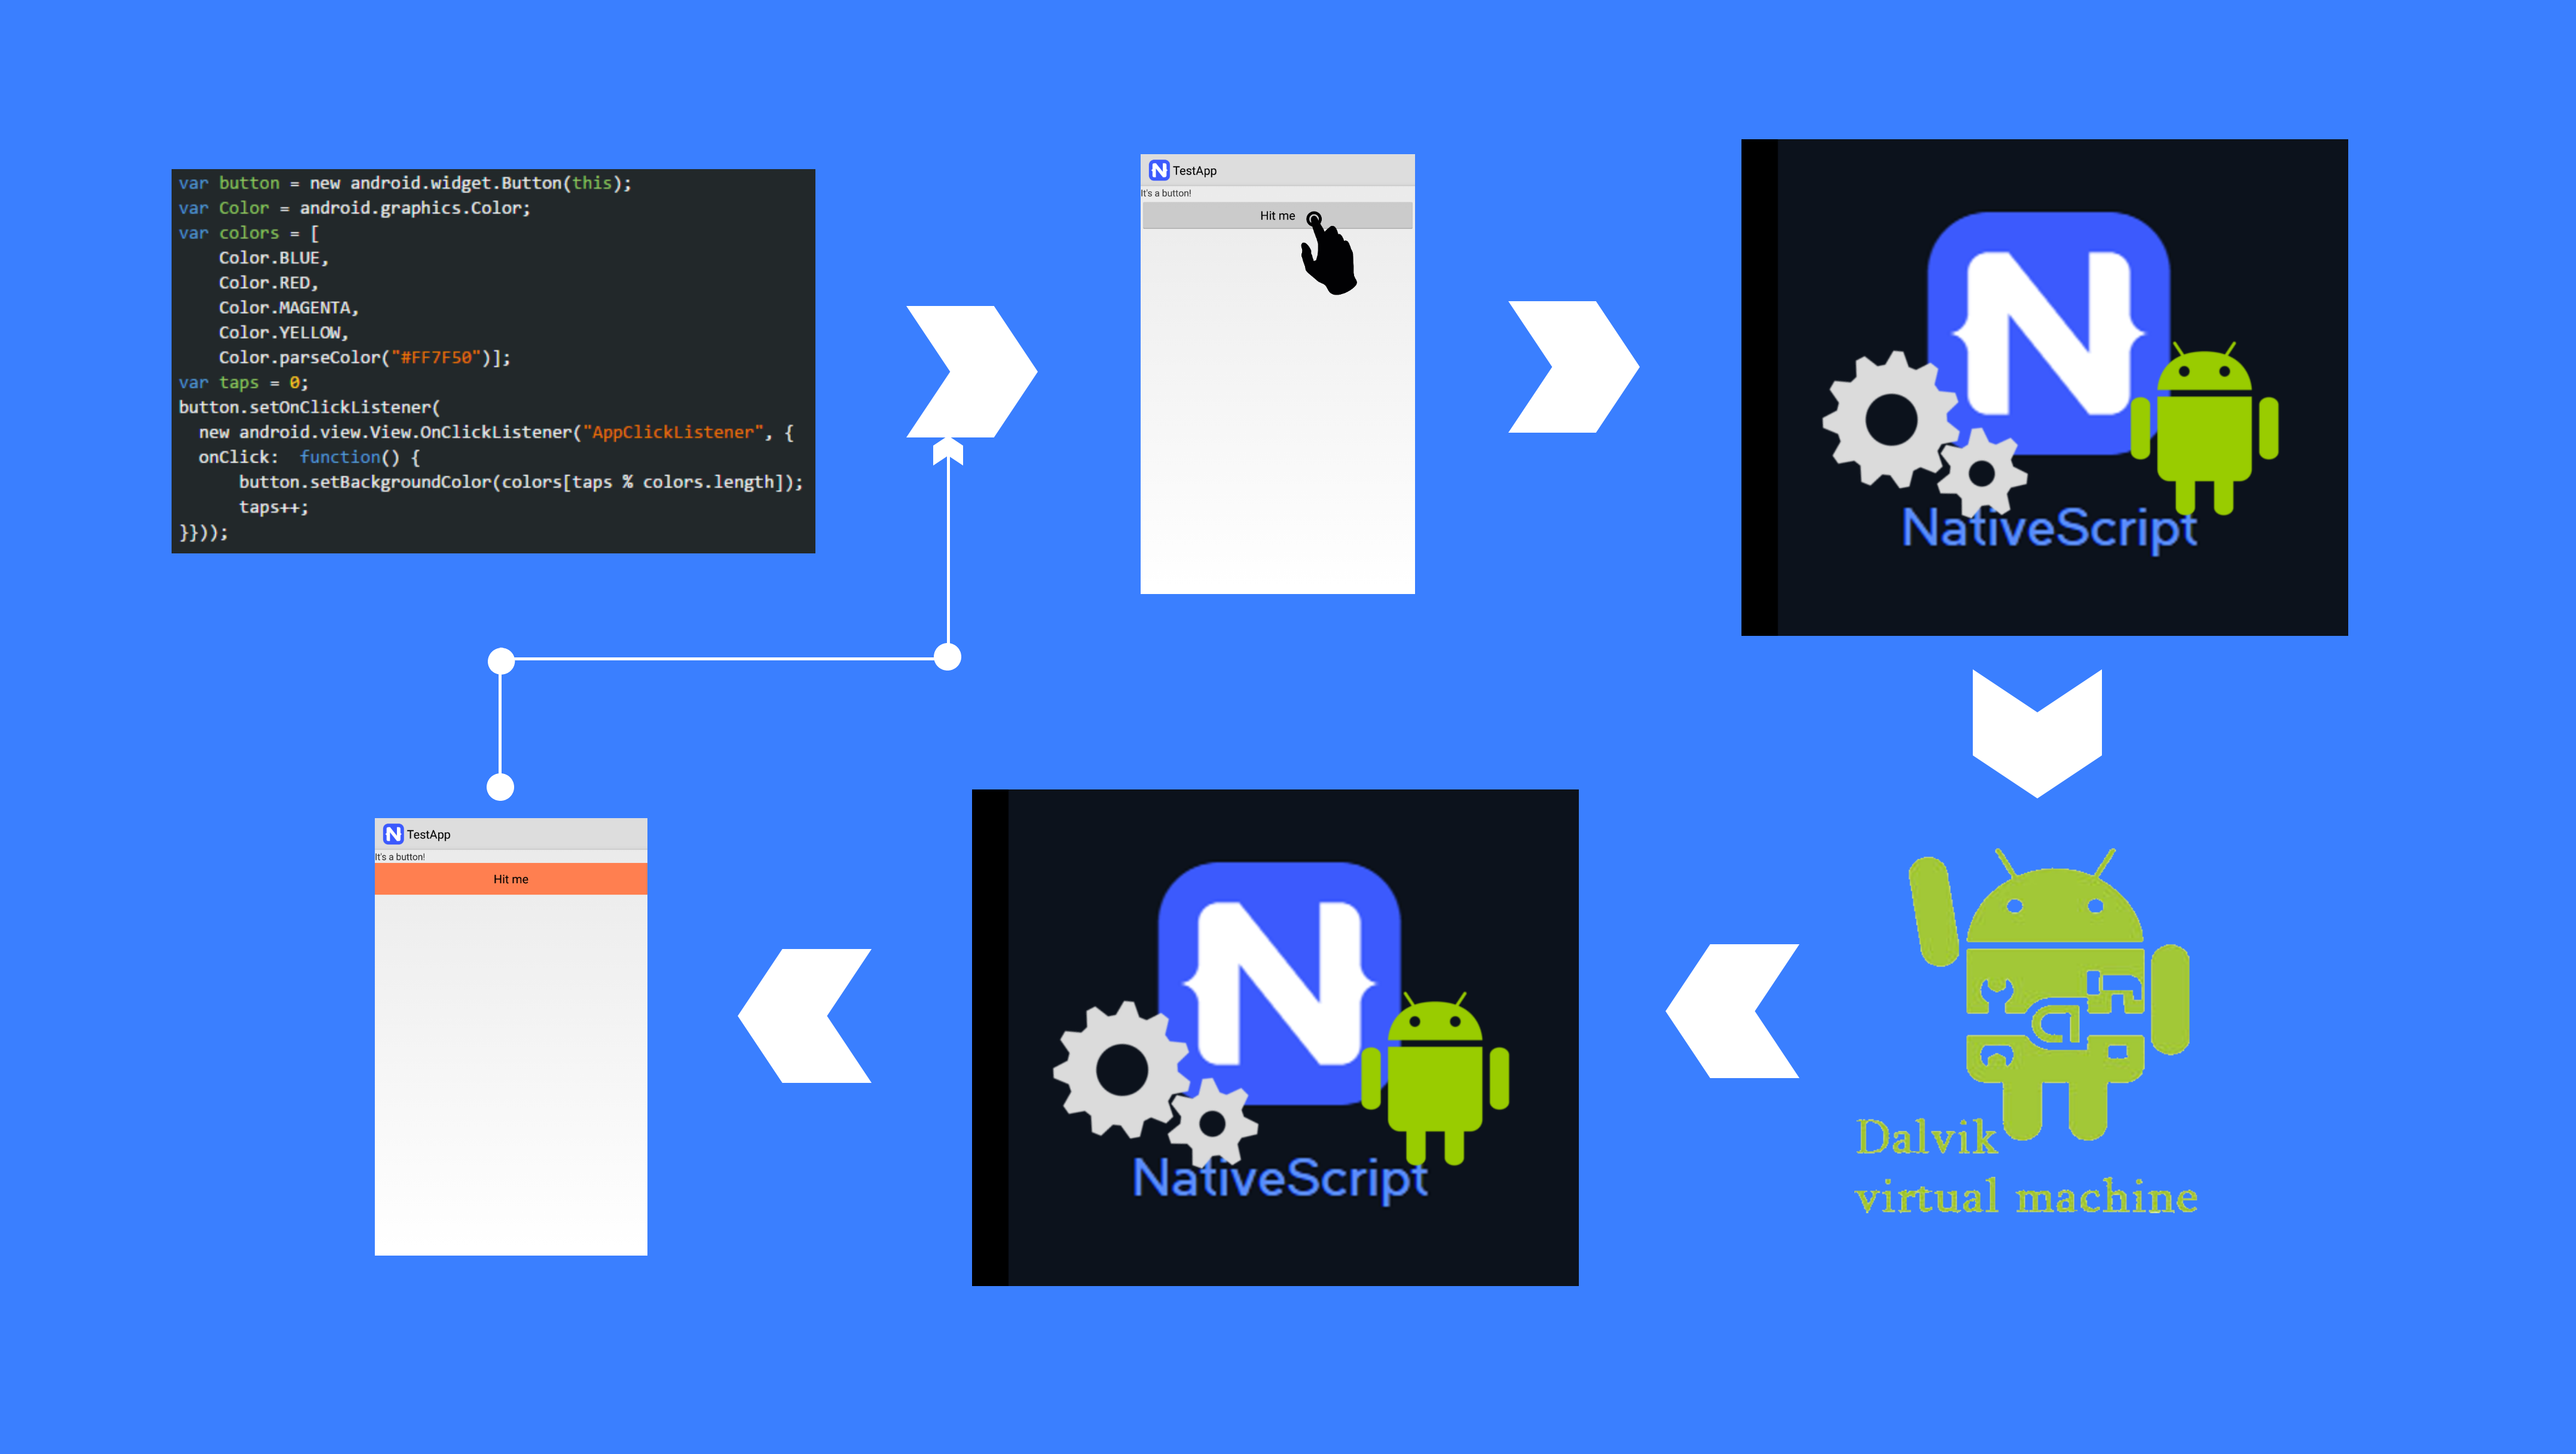 var button = new android.widget.Button(this);
var Color = android.graphics.Color;
var colors = [
    Color.BLUE,
    Color.RED,
    Color.MAGENTA,
    Color.YELLOW,
    Color.parseColor("#FF7F50")];
var taps = 0;
button.setOnClickListener(
  new android.view.View.OnClickListener("AppClickListener", {
  onClick:  function() {
      button.setBackgroundColor(colors[taps % colors.length]);
      taps++;
}}));
N TestApp
It's a button!
Hit me
N
NativeScript
N TestApp
It's a button!
Hit me
N
NativeScript
Dalvik
virtual machine